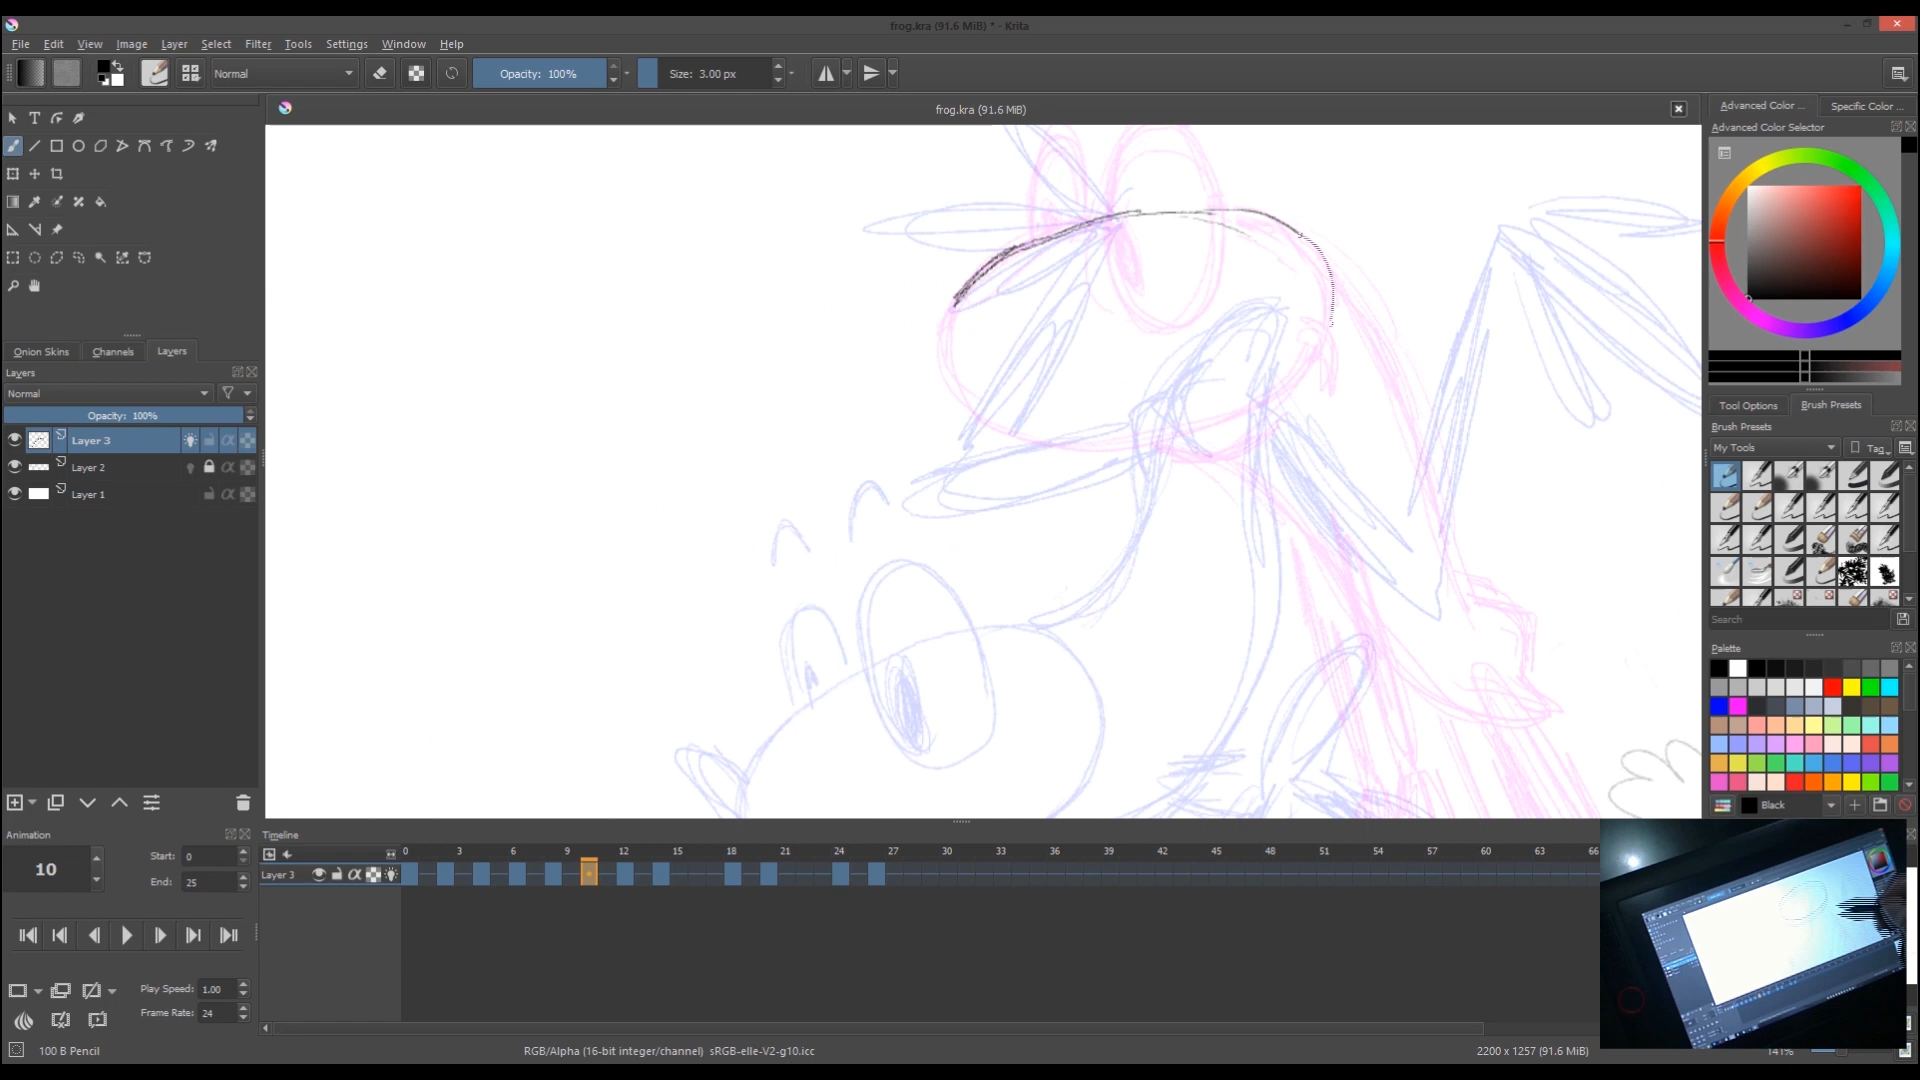 frog.kra (91.6 MiB) * - Krita
File Edit View Image Layer Select Filter Tools Settings Window Help
Normal
Opacity: 100%
Size: 3.00 px
frog.kra (91.6 MiB)
Advanced Color ...
Specific Color ...
Advanced Color Selector
Onion Skins Channels Layers
Layers
Normal
Opacity: 100%
Layer 3
Layer 2
Layer 1
Tool Options Brush Presets
Brush Presets
My Tools
Tag
Search
Palette
Black
Animation
10
Start: 0
End: 25
Play Speed: 1.00
Frame Rate: 24
Timeline
0 3 6 9 12 15 18 21 24 27 30 33 36 39 42 45 48 51 54 57 60 63 66
Layer 3
100 B Pencil
RGB/Alpha (16-bit integer/channel) sRGB-elle-V2-g10.icc
2200 x 1257 (91.6 MiB)
141%